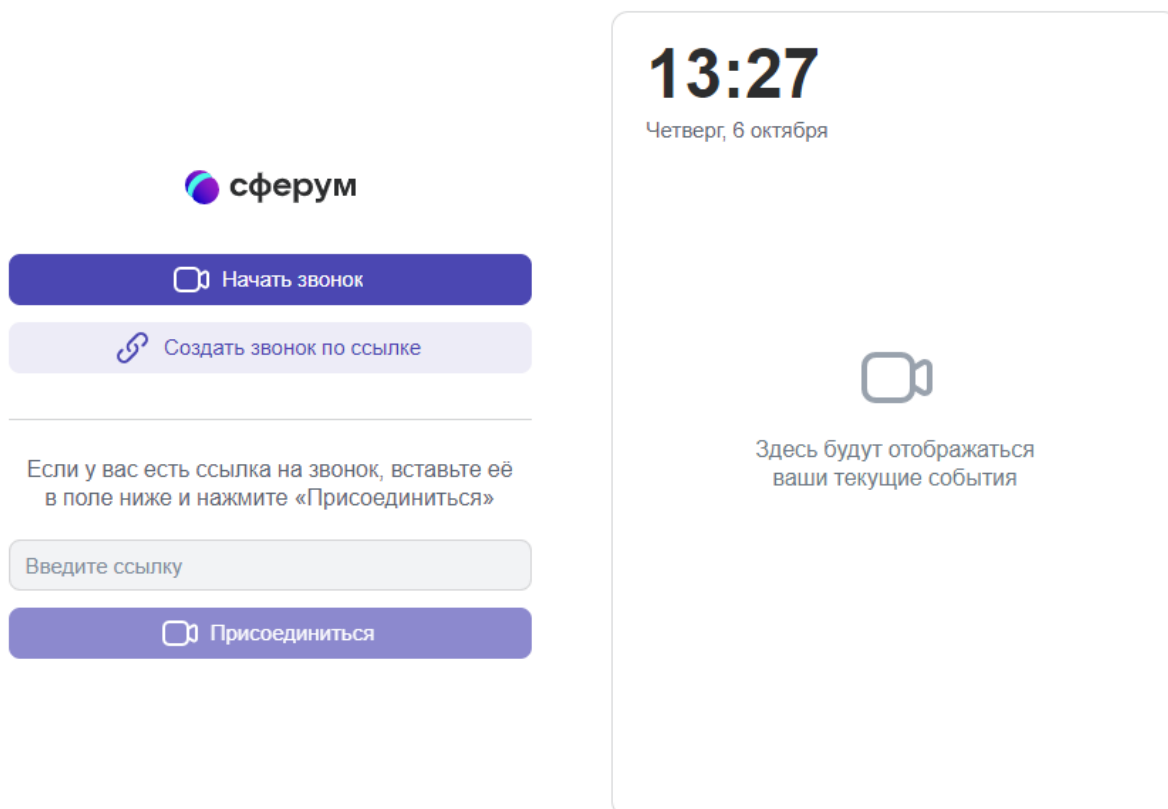 сферум
Начать звонок
Создать звонок по ссылке
Если у вас есть ссылка на звонок, вставьте её
в поле ниже и нажмите «Присоединиться»
Введите ссылку
Присоединиться
13:27
Четверг, 6 октября
Здесь будут отображаться
ваши текущие события